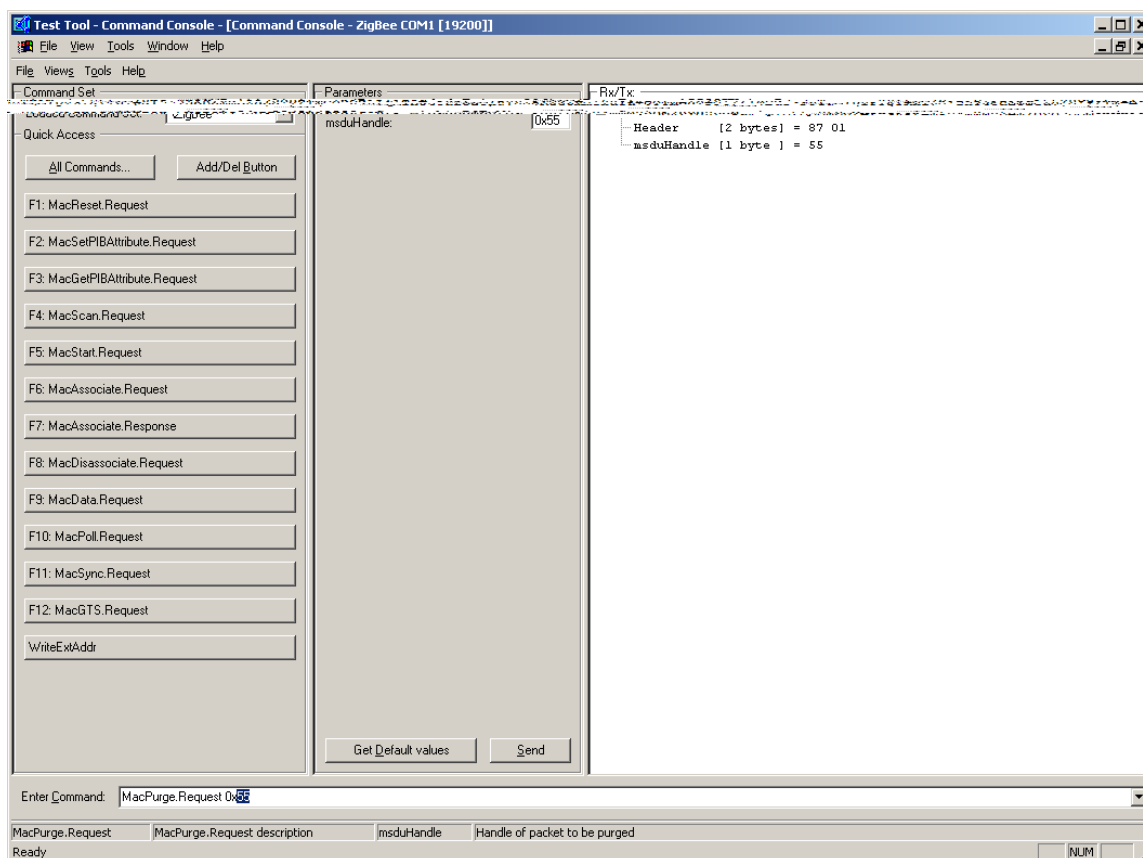 Test Tool - Command Console - [Command Console - ZigBee COM1 [19200]]
File View Tools Window Help
File Views Tools Help
Command Set
Parameters
Rx/Tx:
ZigBee
msduHandle: 0x55
Header [2 bytes] = 87 01
msduHandle [1 byte ] = 55
Quick Access
All Commands... Add/Del Button
F1: MacReset.Request
F2: MacSetPIBAttribute.Request
F3: MacGetPIBAttribute.Request
F4: MacScan.Request
F5: MacStart.Request
F6: MacAssociate.Request
F7: MacAssociate.Response
F8: MacDisassociate.Request
F9: MacData.Request
F10: MacPoll.Request
F11: MacSync.Request
F12: MacGTS.Request
WriteExtAddr
Get Default values Send
Enter Command: MacPurge.Request 0x55
MacPurge.Request MacPurge.Request description msduHandle Handle of packet to be purged
Ready NUM